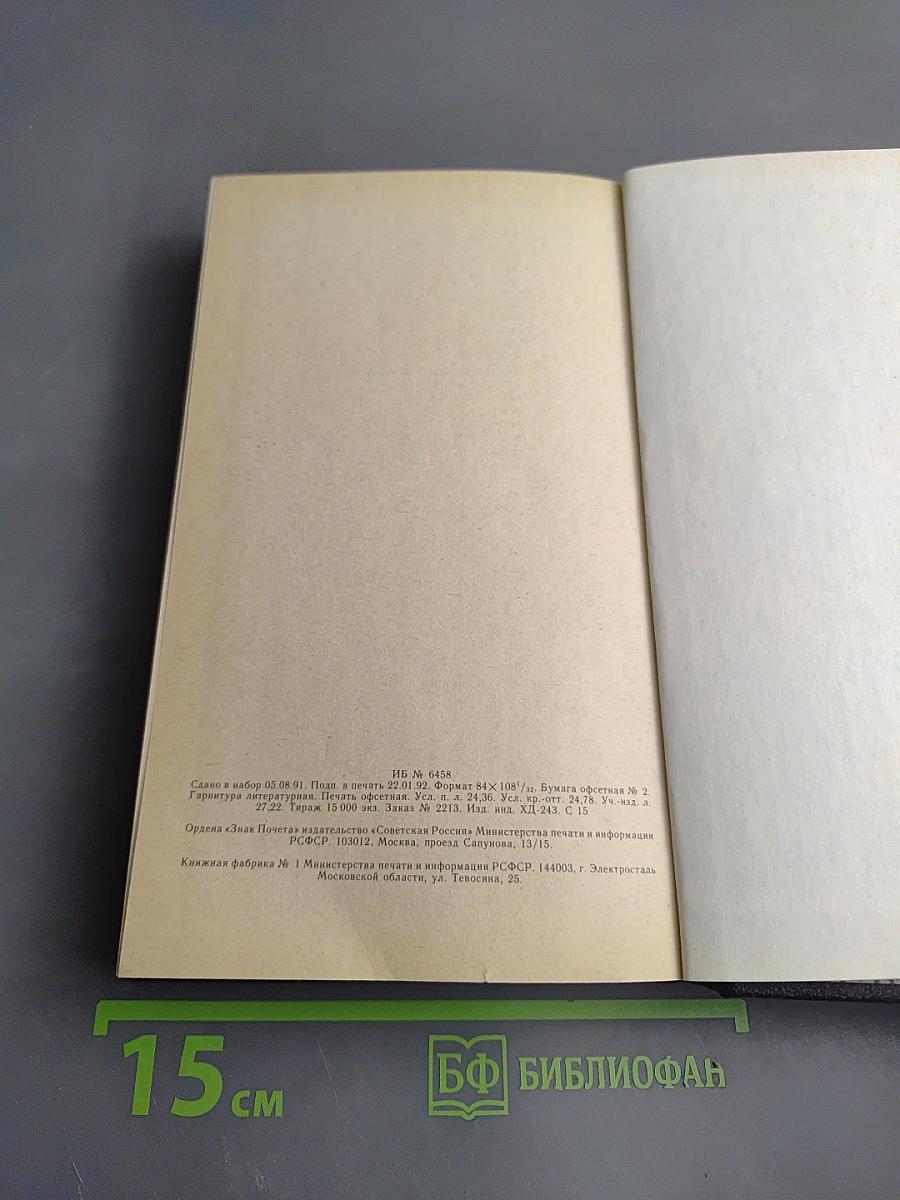 ИБ № 6458
Сдано в набор 05.08.91. Подп. в печать 22.01.92. Формат 84×108¹/₃₂. Бумага офсетная № 2.
Гарнитура литературная. Печать офсетная. Усл. п. л. 24,36. Усл. кр.-отт. 24,78. Уч.-изд. л.
27,22. Тираж 15 000 экз. Заказ № 2213. Изд. инд. ХД-243. С 15
Ордена «Знак Почета» издательство «Советская Россия» Министерства печати и информации
РСФСР. 103012, Москва, проезд Сапунова, 13/15.
Книжная фабрика № 1 Министерства печати и информации РСФСР. 144003, г. Электросталь
Московской области, ул. Тевосяна, 25.
15 см
БФ БИБЛИОФАН